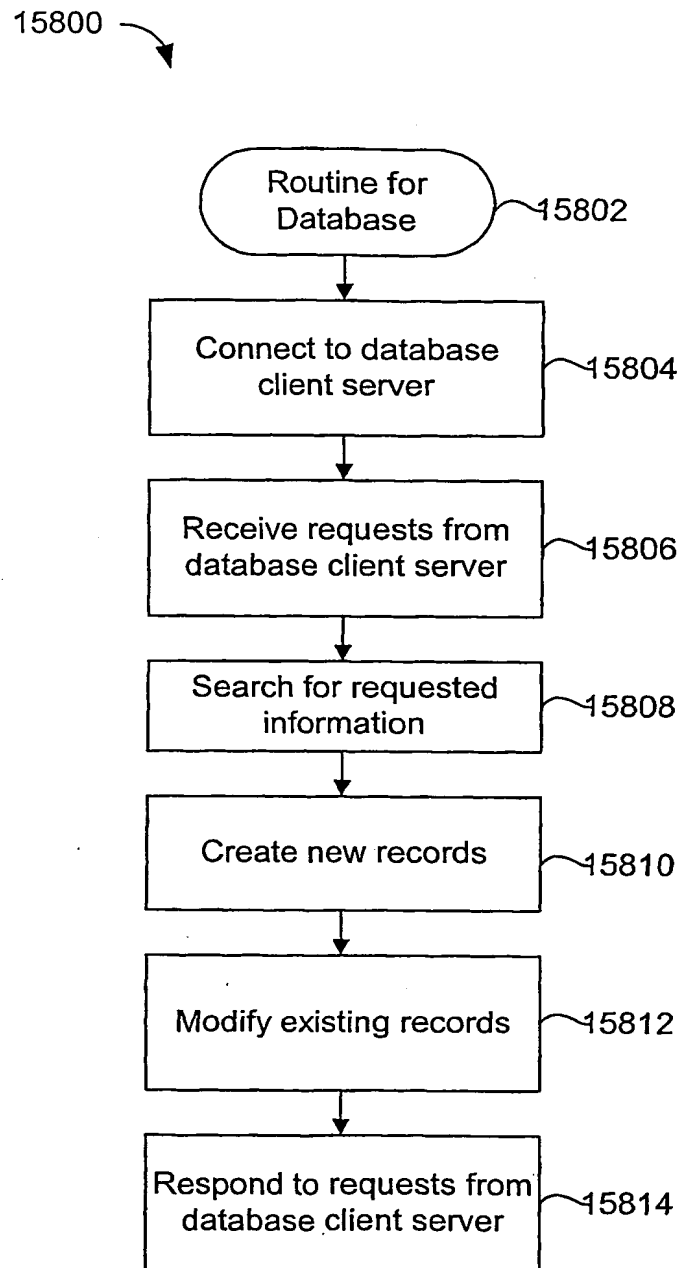 15800
Routine for
Database
15802
Connect to database
client server
15804
Receive requests from
database client server
15806
Search for requested
information
15808
Create new records
15810
Modify existing records
15812
Respond to requests from
database client server
15814